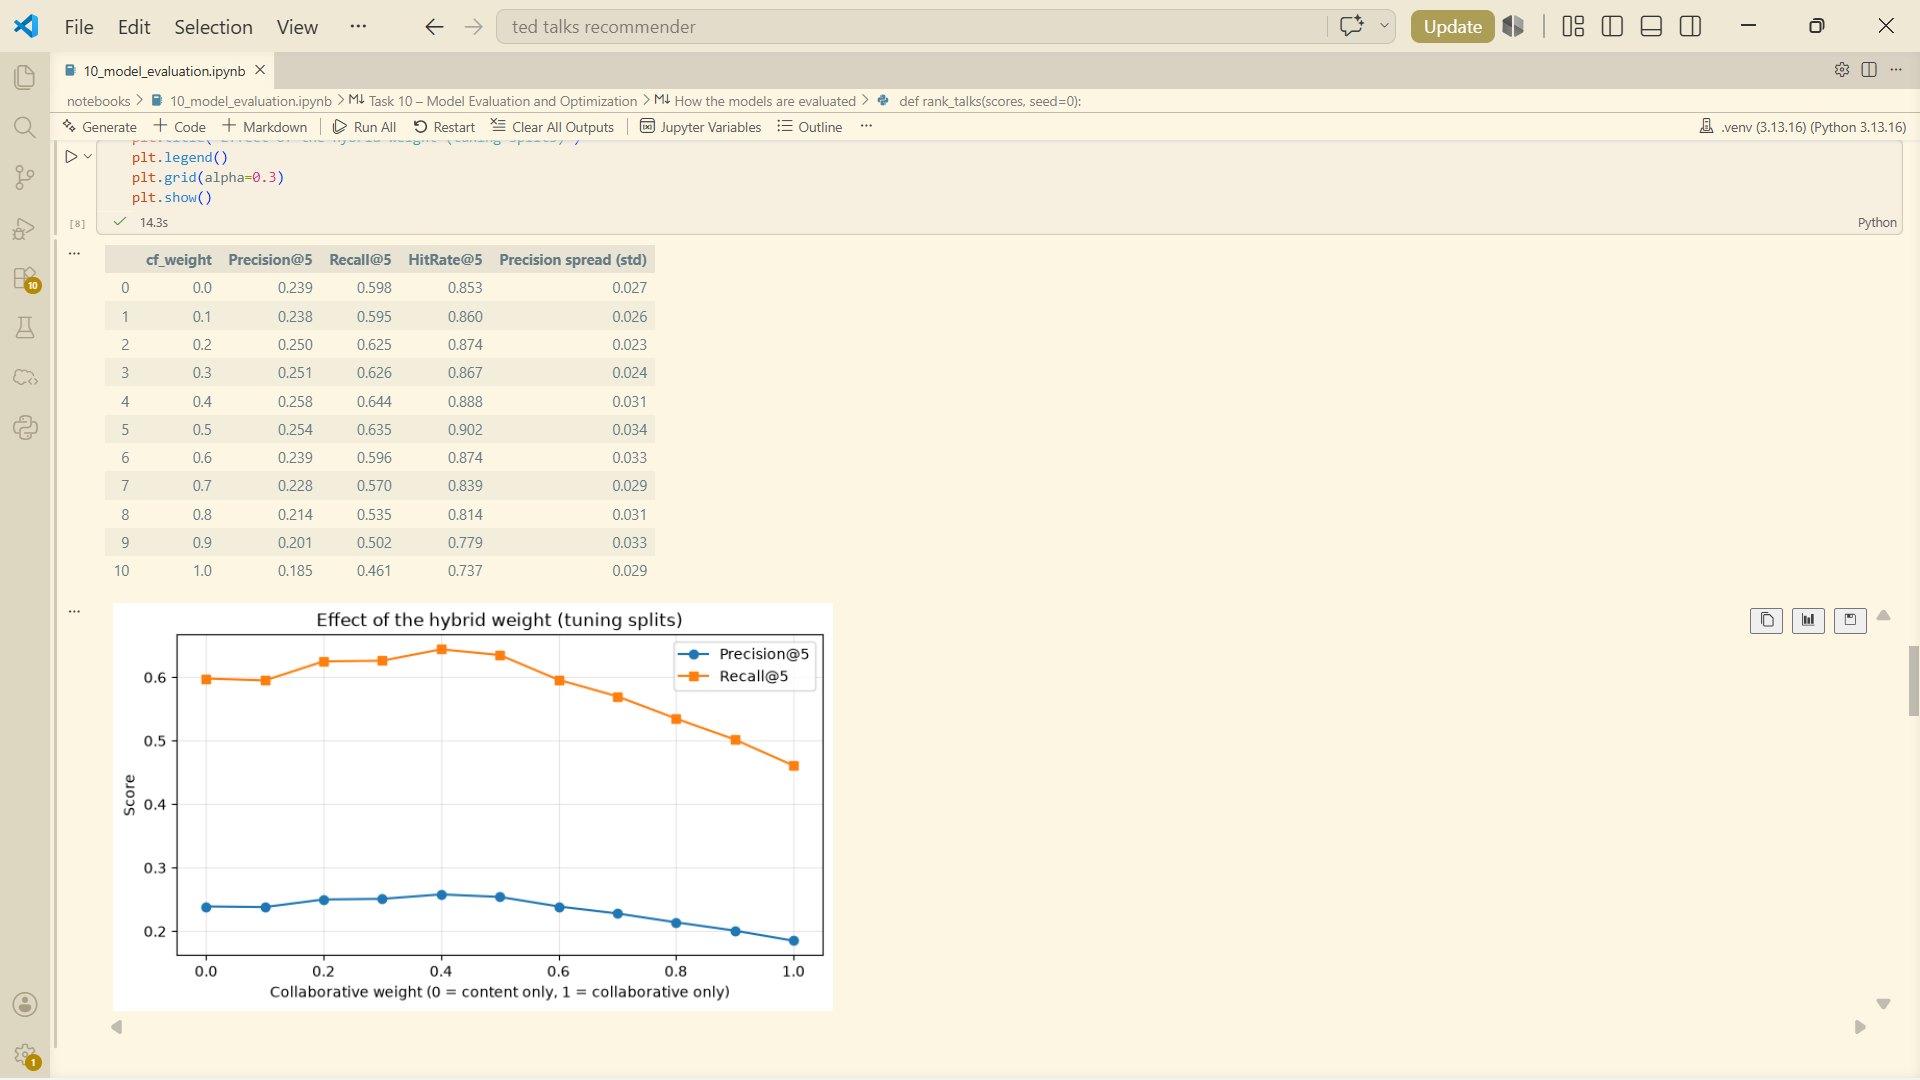 File Edit Selection View ··· ted talks recommender Update
10_model_evaluation.ipynb
notebooks > 10_model_evaluation.ipynb > M↓ Task 10 – Model Evaluation and Optimization > M↓ How the models are evaluated > def rank_talks(scores, seed=0):
Generate + Code + Markdown Run All Restart Clear All Outputs Jupyter Variables Outline ··· .venv (3.13.16) (Python 3.13.16)
plt.legend()
plt.grid(alpha=0.3)
plt.show()
[8] 14.3s Python
cf_weight Precision@5 Recall@5 HitRate@5 Precision spread (std)
0 0.0 0.239 0.598 0.853 0.027
1 0.1 0.238 0.595 0.860 0.026
2 0.2 0.250 0.625 0.874 0.023
3 0.3 0.251 0.626 0.867 0.024
4 0.4 0.258 0.644 0.888 0.031
5 0.5 0.254 0.635 0.902 0.034
6 0.6 0.239 0.596 0.874 0.033
7 0.7 0.228 0.570 0.839 0.029
8 0.8 0.214 0.535 0.814 0.031
9 0.9 0.201 0.502 0.779 0.033
10 1.0 0.185 0.461 0.737 0.029
Effect of the hybrid weight (tuning splits)
Precision@5
Recall@5
0.6
0.5
0.4
0.3
0.2
Score
0.0 0.2 0.4 0.6 0.8 1.0
Collaborative weight (0 = content only, 1 = collaborative only)
10
1